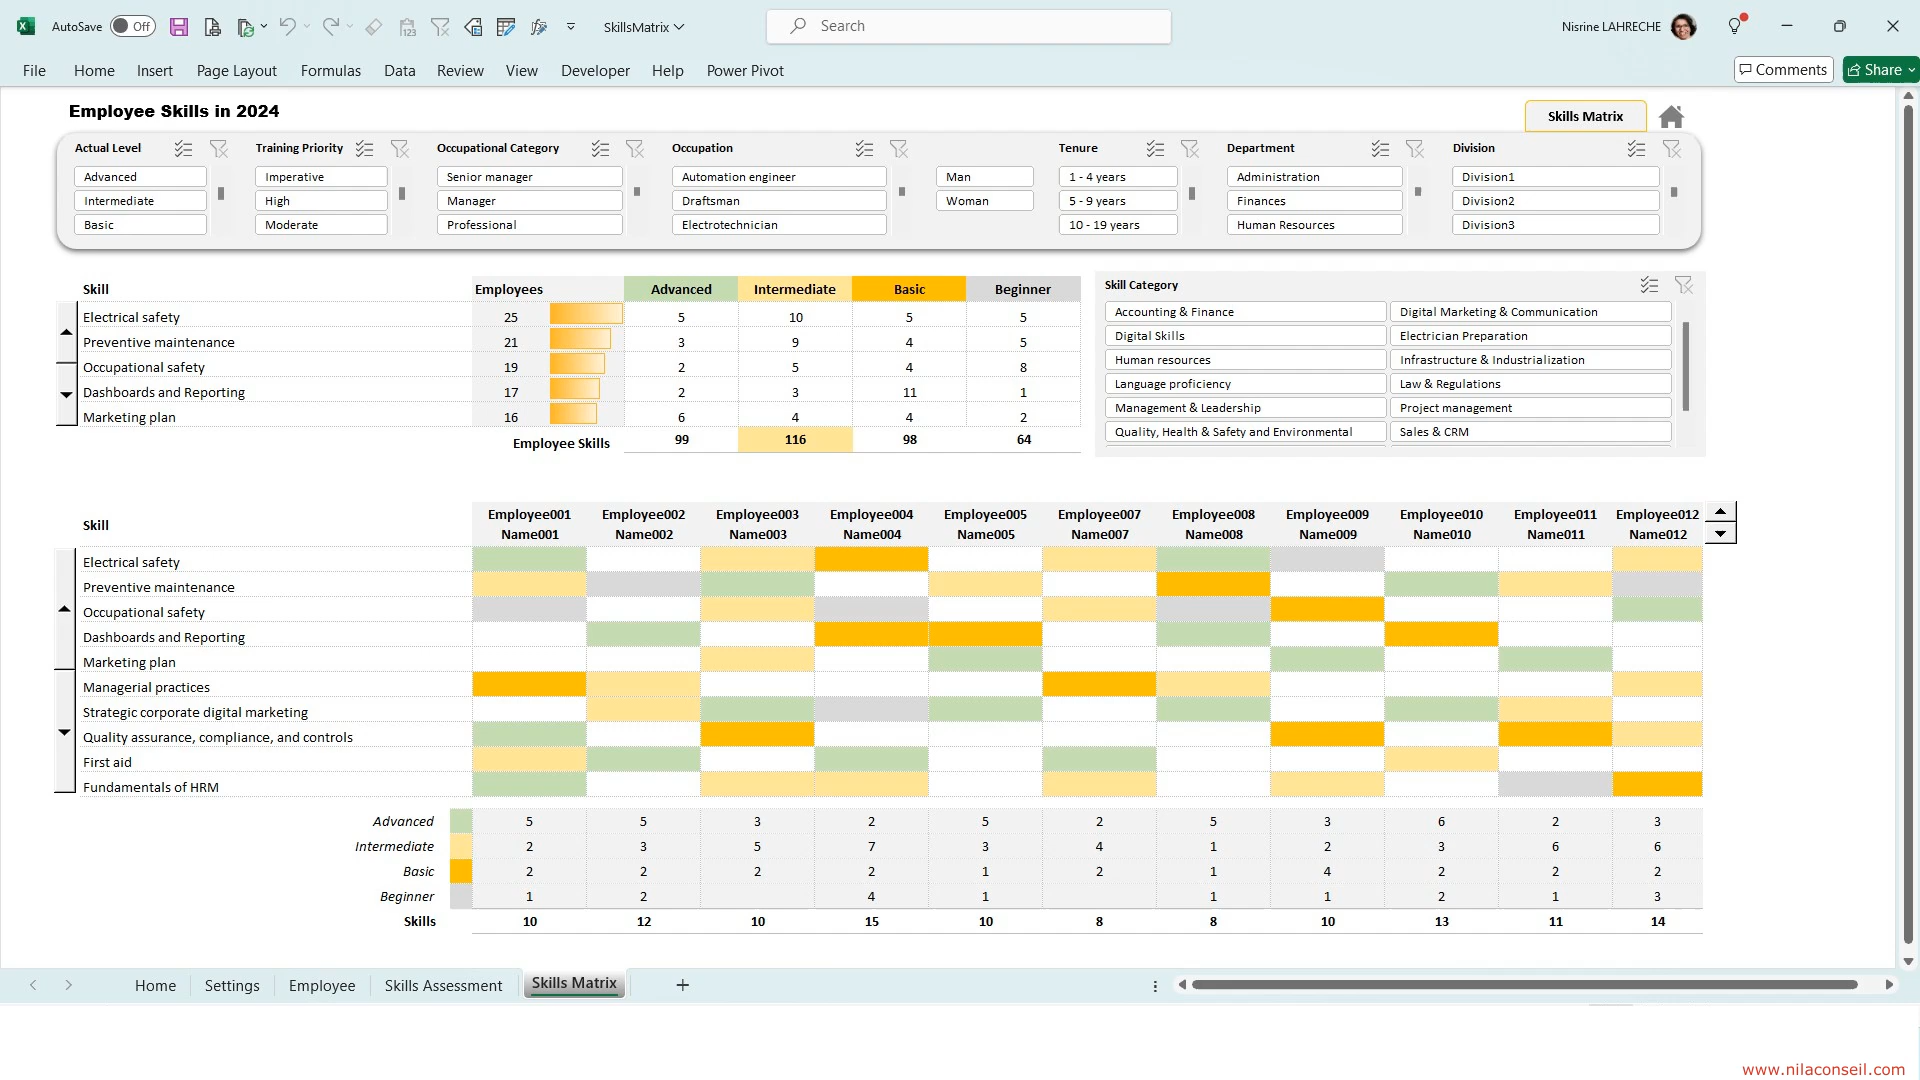 AutoSave Off SkillsMatrix Search Nisrine LAHRECHE
File Home Insert Page Layout Formulas Data Review View Developer Help Power Pivot Comments Share
Employee Skills in 2024 Skills Matrix
Actual Level Training Priority Occupational Category Occupation Tenure Department Division
Advanced Imperative Senior manager Automation engineer Man 1 - 4 years Administration Division1
Intermediate High Manager Draftsman Woman 5 - 9 years Finances Division2
Basic Moderate Professional Electrotechnician 10 - 19 years Human Resources Division3
Skill Employees Advanced Intermediate Basic Beginner
Electrical safety 25 5 10 5 5
Preventive maintenance 21 3 9 4 5
Occupational safety 19 2 5 4 8
Dashboards and Reporting 17 2 3 11 1
Marketing plan 16 6 4 4 2
Employee Skills 99 116 98 64
Skill Category
Accounting & Finance Digital Marketing & Communication
Digital Skills Electrician Preparation
Human resources Infrastructure & Industrialization
Language proficiency Law & Regulations
Management & Leadership Project management
Quality, Health & Safety and Environmental Sales & CRM
Skill
Employee001 Employee002 Employee003 Employee004 Employee005 Employee007 Employee008 Employee009 Employee010 Employee011 Employee012
Name001 Name002 Name003 Name004 Name005 Name007 Name008 Name009 Name010 Name011 Name012
Electrical safety
Preventive maintenance
Occupational safety
Dashboards and Reporting
Marketing plan
Managerial practices
Strategic corporate digital marketing
Quality assurance, compliance, and controls
First aid
Fundamentals of HRM
Advanced 5 5 3 2 5 2 5 3 6 2 3
Intermediate 2 3 5 7 3 4 1 2 3 6 6
Basic 2 2 2 2 1 2 1 4 2 2 2
Beginner 1 2 4 1 1 1 2 1 3
Skills 10 12 10 15 10 8 8 10 13 11 14
Home Settings Employee Skills Assessment Skills Matrix
www.nilaconseil.com